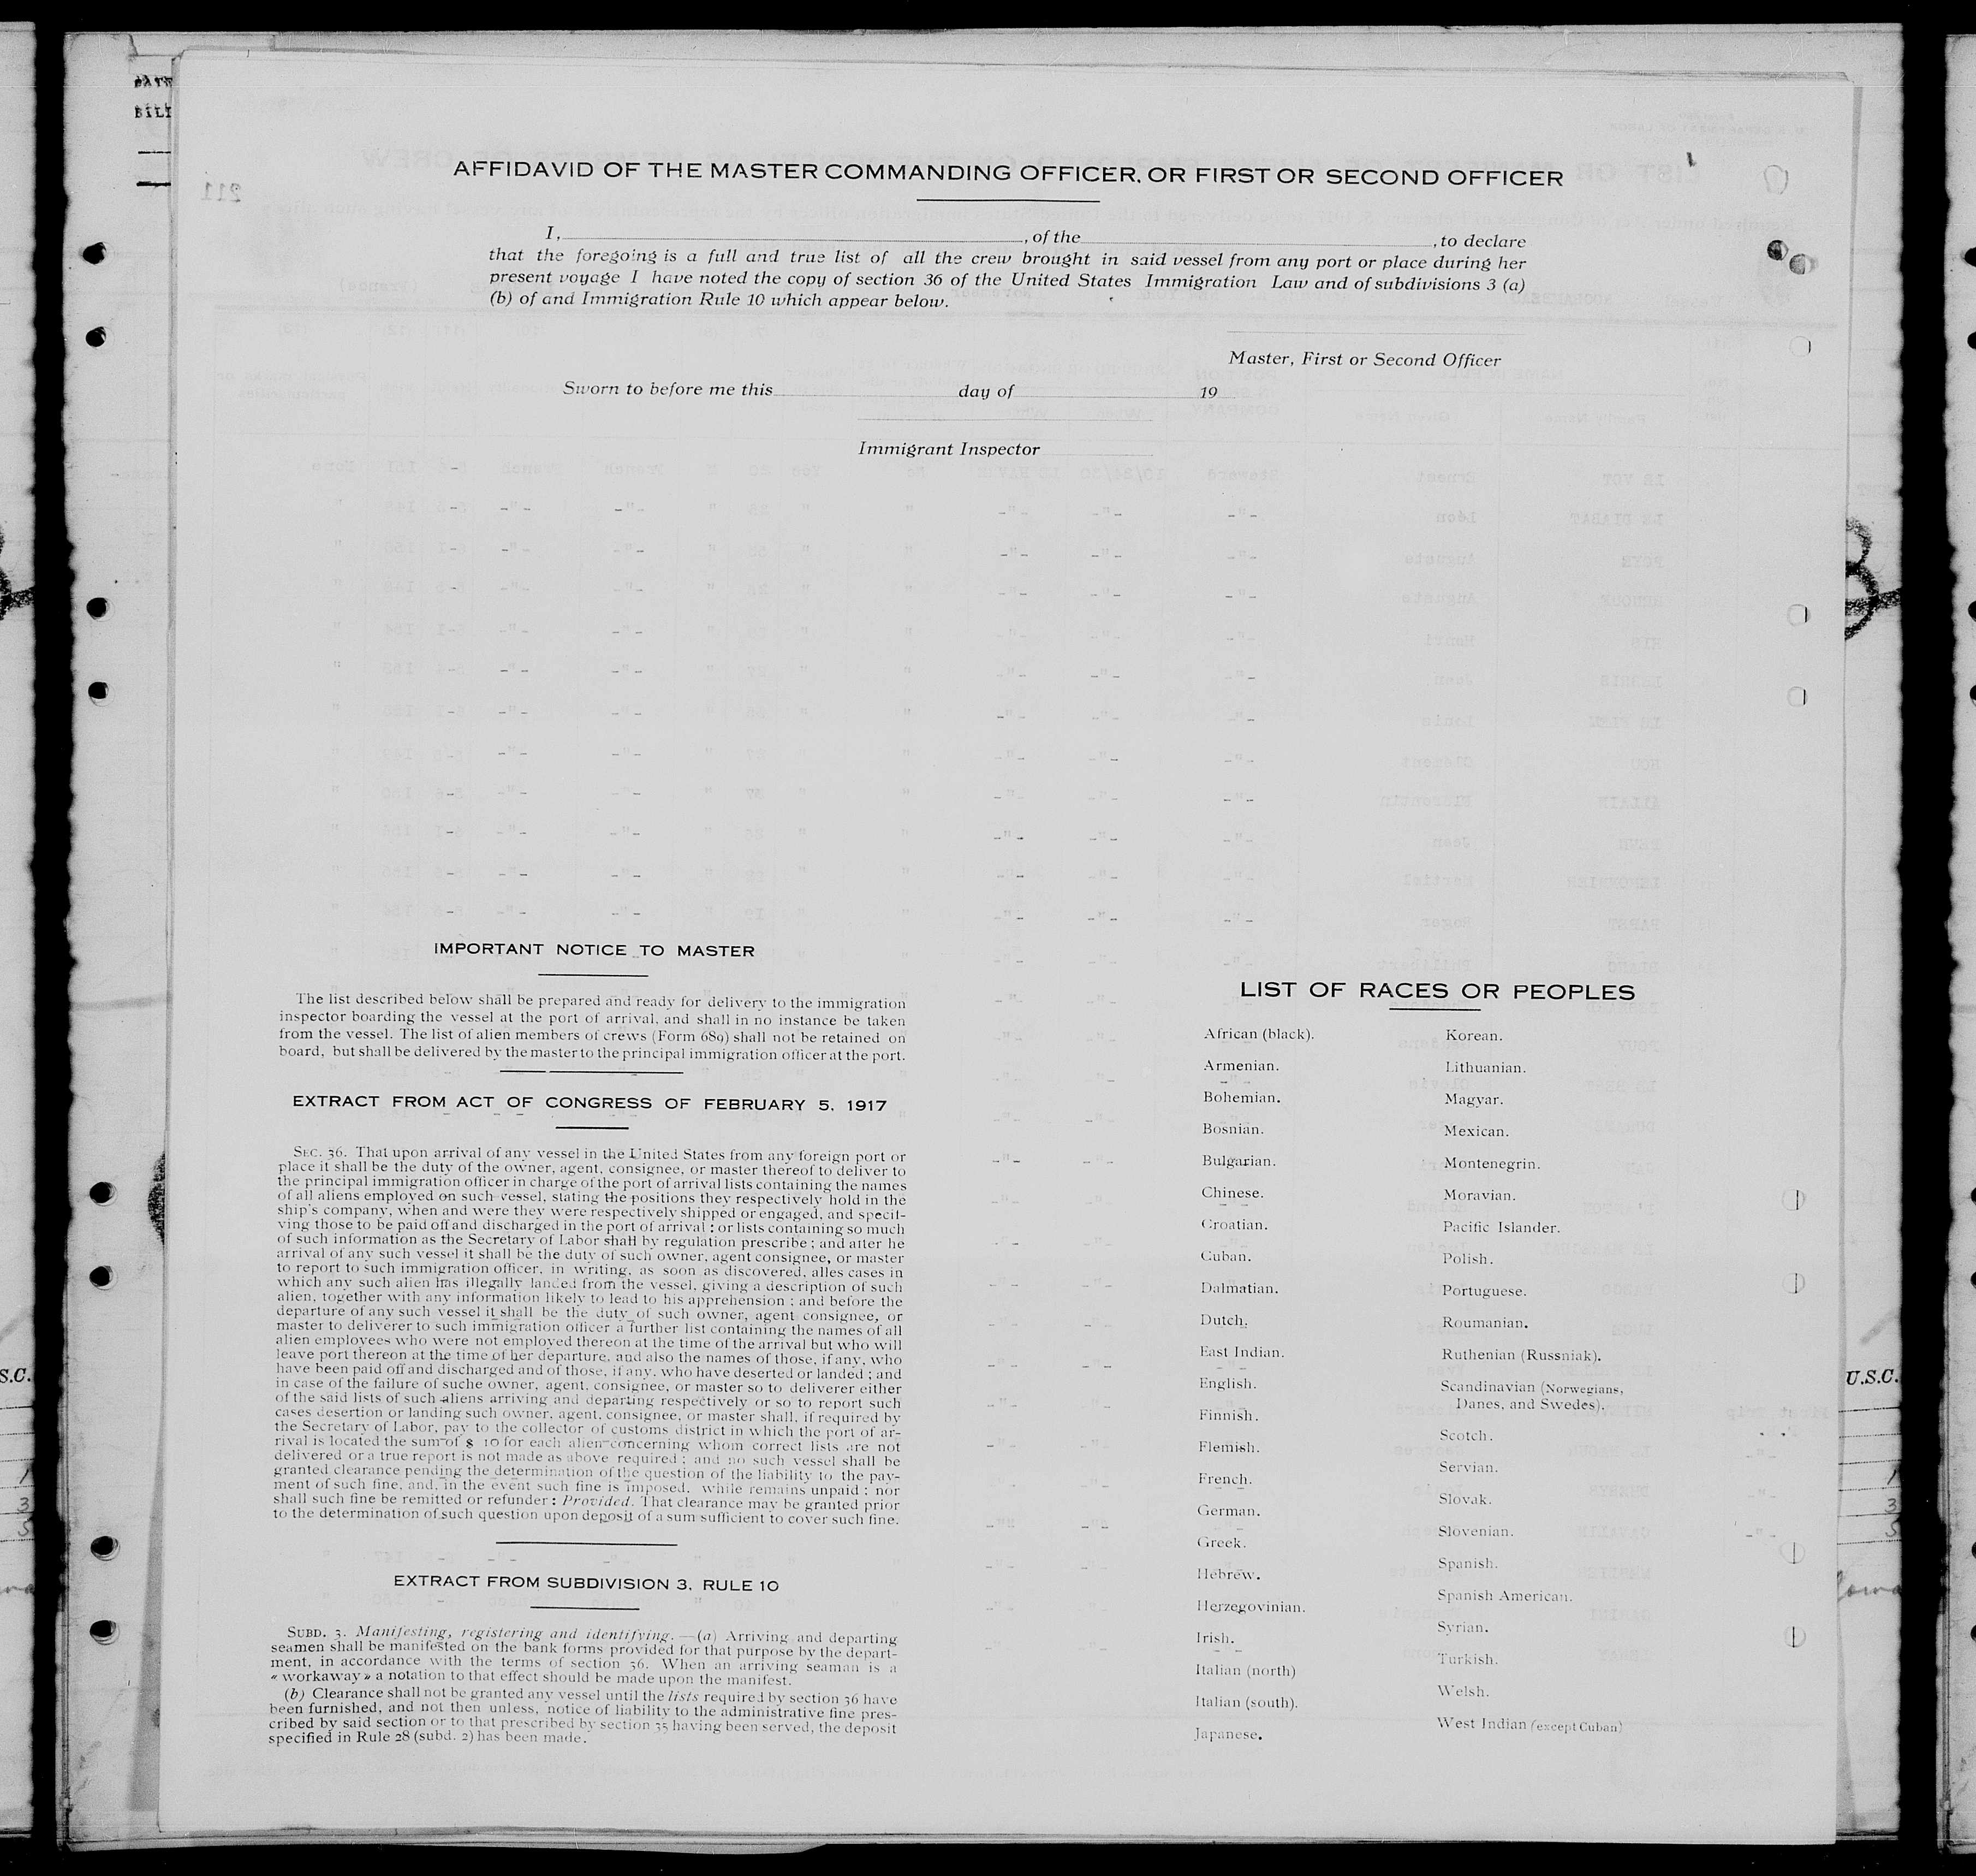 AFFIDAVID OF THE MASTER COMMANDING OFFICER, OR FIRST OR SECOND OFFICER
I, , of the , to declare
that the foregoing is a full and true list of all the crew brought in said vessel from any port or place during her
present voyage I have noted the copy of section 36 of the United States Immigration Law and of subdivisions 3 (a)
(b) of and Immigration Rule 10 which appear below.
Master, First or Second Officer
Sworn to before me this day of 19
Immigrant Inspector
IMPORTANT NOTICE TO MASTER
The list described below shall be prepared and ready for delivery to the immigration
inspector boarding the vessel at the port of arrival, and shall in no instance be taken
from the vessel. The list of alien members of crews (Form 689) shall not be retained on
board, but shall be delivered by the master to the principal immigration officer at the port.
EXTRACT FROM ACT OF CONGRESS OF FEBRUARY 5, 1917
SEC. 36. That upon arrival of any vessel in the United States from any foreign port or
place it shall be the duty of the owner, agent, consignee, or master thereof to deliver to
the principal immigration officer in charge of the port of arrival lists containing the names
of all aliens employed on such vessel, stating the positions they respectively hold in the
ship's company, when and were they were respectively shipped or engaged, and specif-
ving those to be paid off and discharged in the port of arrival ; or lists containing so much
of such information as the Secretary of Labor shall by regulation prescribe ; and after he
arrival of any such vessel it shall be the duty of such owner, agent consignee, or master
to report to such immigration officer, in writing, as soon as discovered, alles cases in
which any such alien has illegally landed from the vessel, giving a description of such
alien, together with any information likely to lead to his apprehension ; and before the
departure of any such vessel it shall be the duty of such owner, agent consignee, or
master to deliverer to such immigration officer a further list containing the names of all
alien employees who were not employed thereon at the time of the arrival but who will
leave port thereon at the time of her departure, and also the names of those, if any, who
have been paid off and discharged and of those, if any, who have deserted or landed ; and
in case of the failure of suche owner, agent, consignee, or master so to deliverer either
of the said lists of such aliens arriving and departing respectively or so to report such
cases desertion or landing such owner, agent, consignee, or master shall, if required by
the Secretary of Labor, pay to the collector of customs district in which the port of ar-
rival is located the sum of $ 10 for each alien concerning whom correct lists are not
delivered or a true report is not made as above required ; and no such vessel shall be
granted clearance pending the determination of the question of the liability to the pay-
ment of such fine, and, in the event such fine is imposed, while remains unpaid ; nor
shall such fine be remitted or refunder : Provided. That clearance may be granted prior
to the determination of such question upon deposit of a sum sufficient to cover such fine.
EXTRACT FROM SUBDIVISION 3, RULE 10
SUBD. 3. Manifesting, registering and identifying. — (a) Arriving and departing
seamen shall be manifested on the bank forms provided for that purpose by the depart-
ment, in accordance with the terms of section 36. When an arriving seaman is a
« workaway » a notation to that effect should be made upon the manifest.
(b) Clearance shall not be granted any vessel until the lists required by section 36 have
been furnished, and not then unless, notice of liability to the administrative fine pres-
cribed by said section or to that prescribed by section 35 having been served, the deposit
specified in Rule 28 (subd. 2) has been made.
LIST OF RACES OR PEOPLES
African (black).
Armenian.
Bohemian.
Bosnian.
Bulgarian.
Chinese.
Croatian.
Cuban.
Dalmatian.
Dutch.
East Indian.
English.
Finnish.
Flemish.
French.
German.
Greek.
Hebrew.
Herzegovinian.
Irish.
Italian (north)
Italian (south).
Japanese.
Korean.
Lithuanian.
Magyar.
Mexican.
Montenegrin.
Moravian.
Pacific Islander.
Polish.
Portuguese.
Roumanian.
Ruthenian (Russniak).
Scandinavian (Norwegians,
Danes, and Swedes).
Scotch.
Servian.
Slovak.
Slovenian.
Spanish.
Spanish American.
Syrian.
Turkish.
Welsh.
West Indian (except Cuban)
S.C.
U.S.C.